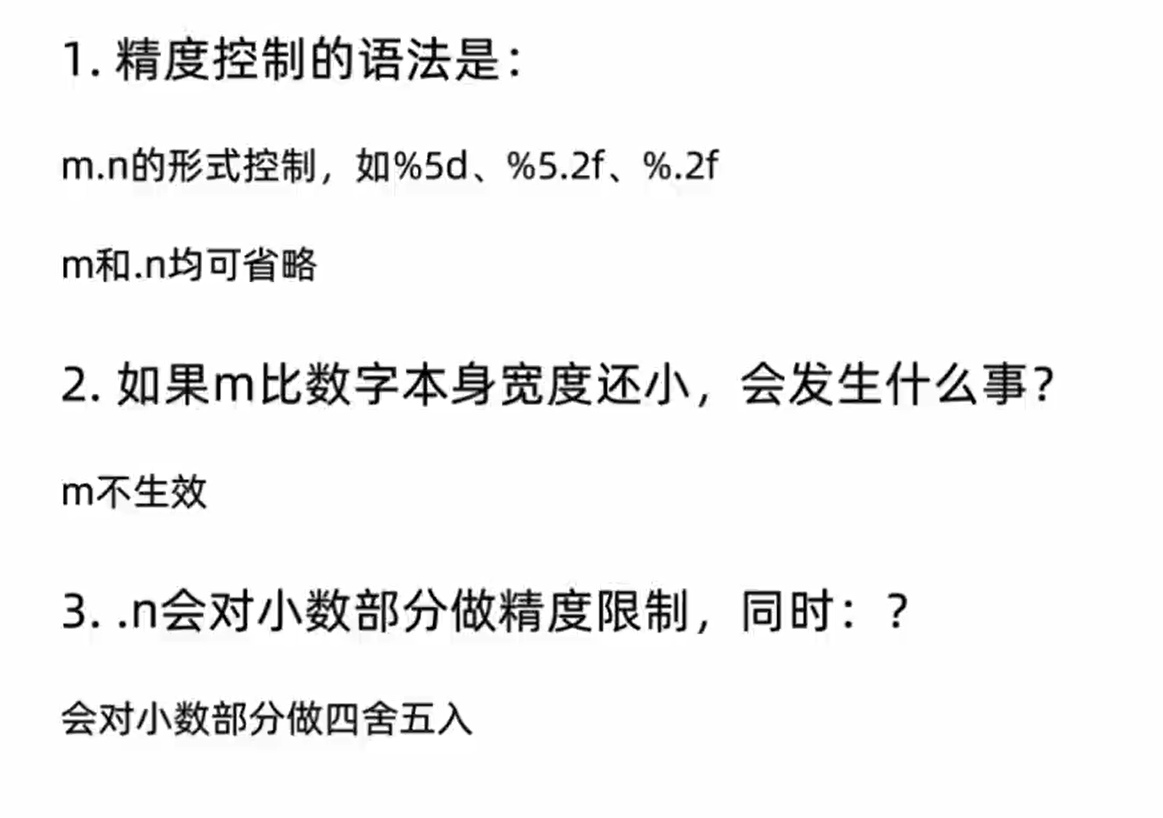 1. 精度控制的语法是：
m.n的形式控制，如%5d、%5.2f、%.2f
m和.n均可省略
2. 如果m比数字本身宽度还小，会发生什么事？
m不生效
3. .n会对小数部分做精度限制，同时：？
会对小数部分做四舍五入